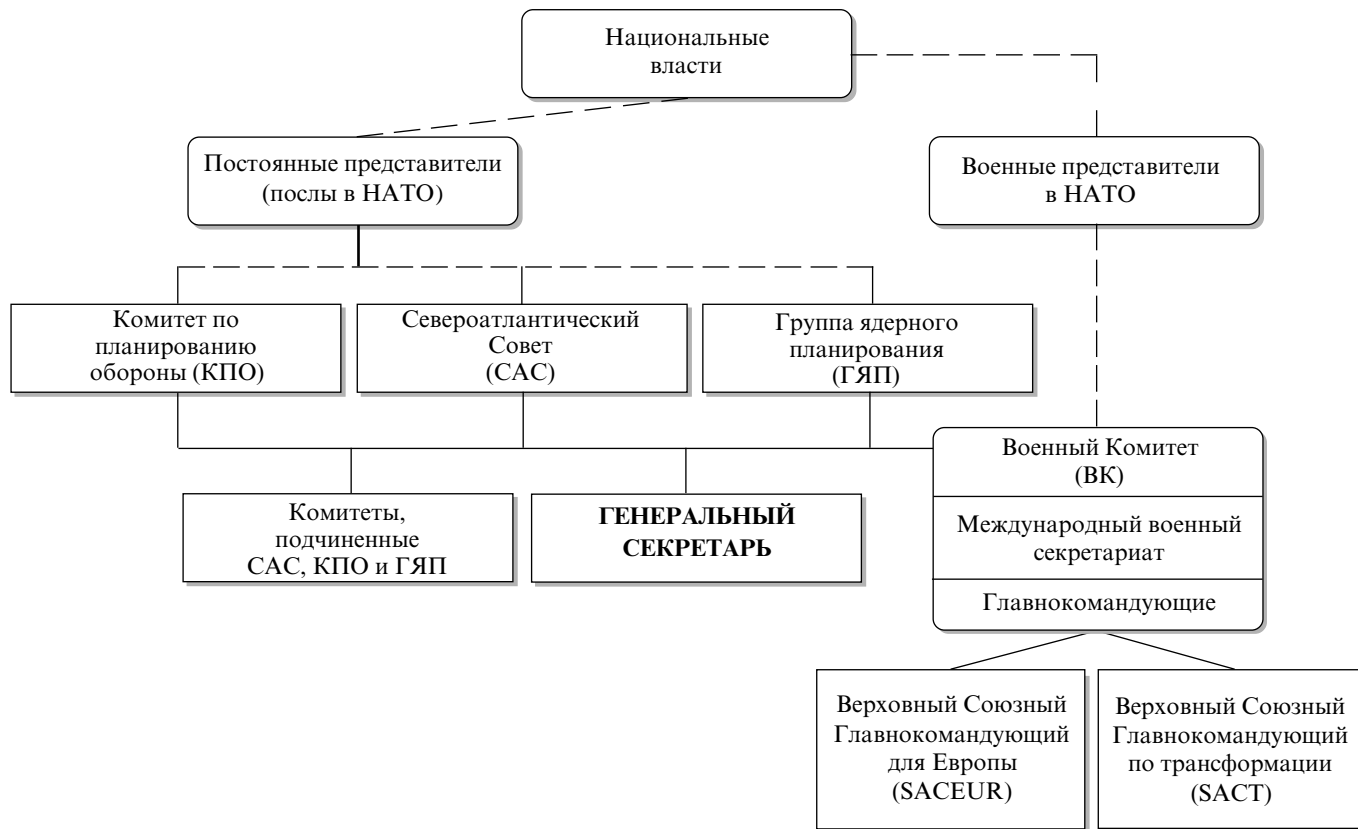 Национальные
власти
Постоянные представители
(послы в НАТО)
Военные представители
в НАТО
Комитет по
планированию
обороны (КПО)
Североатлантический
Совет
(САС)
Группа ядерного
планирования
(ГЯП)
Военный Комитет
(ВК)
Международный военный
секретариат
Главнокомандующие
Комитеты,
подчиненные
САС, КПО и ГЯП
ГЕНЕРАЛЬНЫЙ
СЕКРЕТАРЬ
Верховный Союзный
Главнокомандующий
для Европы
(SACEUR)
Верховный Союзный
Главнокомандующий
по трансформации
(SACT)